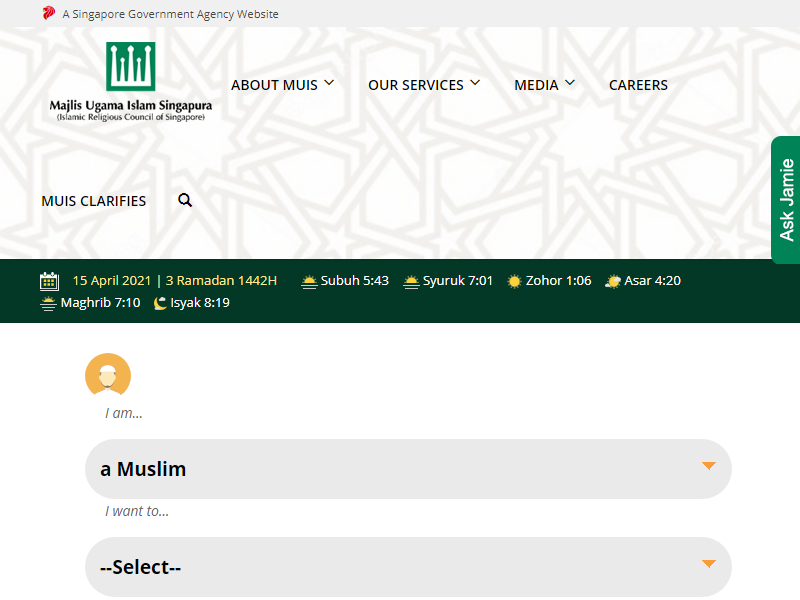 A Singapore Government Agency Website
Majlis Ugama Islam Singapura
(Islamic Religious Council of Singapore)
ABOUT MUIS
OUR SERVICES
MEDIA
CAREERS
MUIS CLARIFIES
Ask Jamie
15 April 2021 | 3 Ramadan 1442H Subuh 5:43 Syuruk 7:01 Zohor 1:06 Asar 4:20
Maghrib 7:10 Isyak 8:19
I am...
a Muslim
I want to...
--Select--